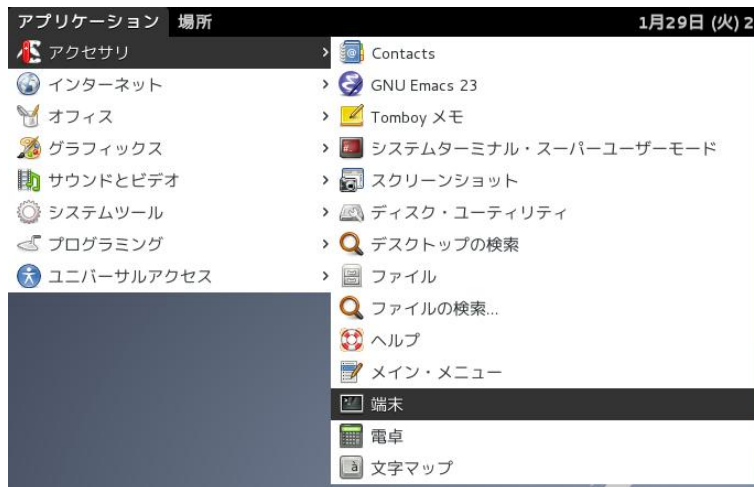 アプリケーション 場所 1月29日 (火) 2
アクセサリ
インターネット
オフィス
グラフィックス
サウンドとビデオ
システムツール
プログラミング
ユニバーサルアクセス
Contacts
GNU Emacs 23
Tomboy メモ
システムターミナル・スーパーユーザーモード
スクリーンショット
ディスク・ユーティリティ
デスクトップの検索
ファイル
ファイルの検索...
ヘルプ
メイン・メニュー
端末
電卓
文字マップ